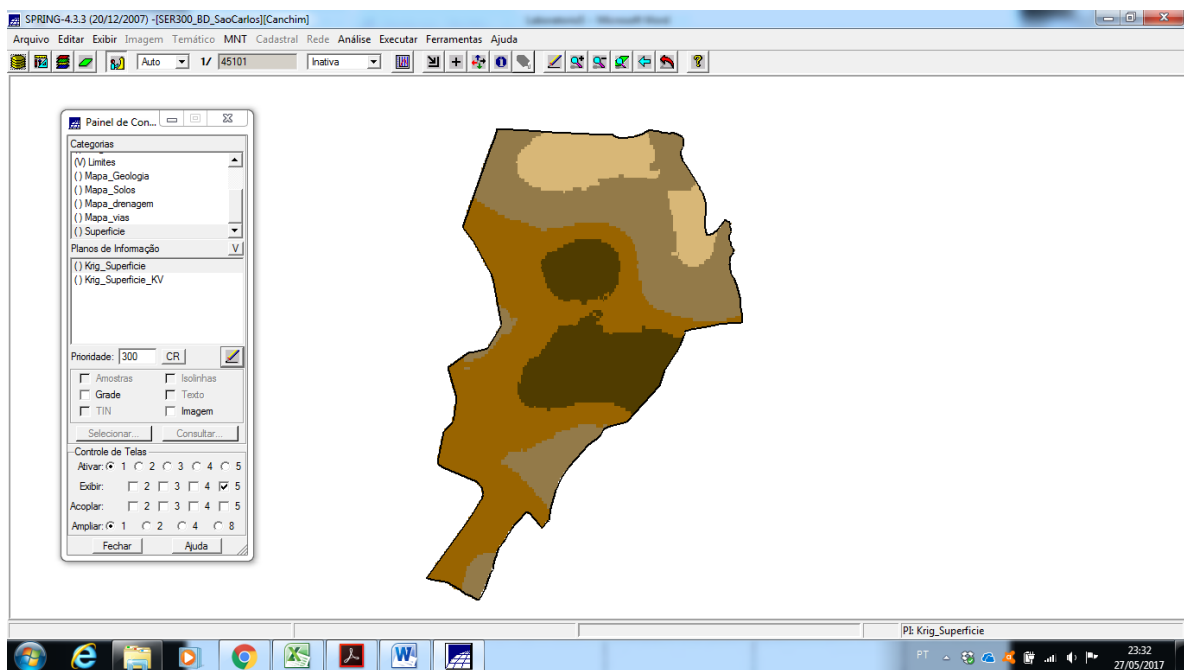 SPRING-4.3.3 (20/12/2007) -[SER300_BD_SaoCarlos][Canchim]
Laboratorio3 - Microsoft Word
Arquivo Editar Exibir Imagem Temático MNT Cadastral Rede Análise Executar Ferramentas Ajuda
Auto 1/ 45101 Inativa
Painel de Con...
Categorias
(V) Limites
( ) Mapa_Geologia
( ) Mapa_Solos
( ) Mapa_drenagem
( ) Mapa_vias
( ) Superficie
Planos de Informação V
( ) Krig_Superficie
( ) Krig_Superficie_KV
Prioridade: 300 CR
Amostras Isolinhas
Grade Texto
TIN Imagem
Selecionar... Consultar...
Controle de Telas
Ativar: 1 2 3 4 5
Exibir: 2 3 4 5
Acoplar: 2 3 4 5
Ampliar: 1 2 4 8
Fechar Ajuda
PI: Krig_Superficie
PT 23:32
27/05/2017